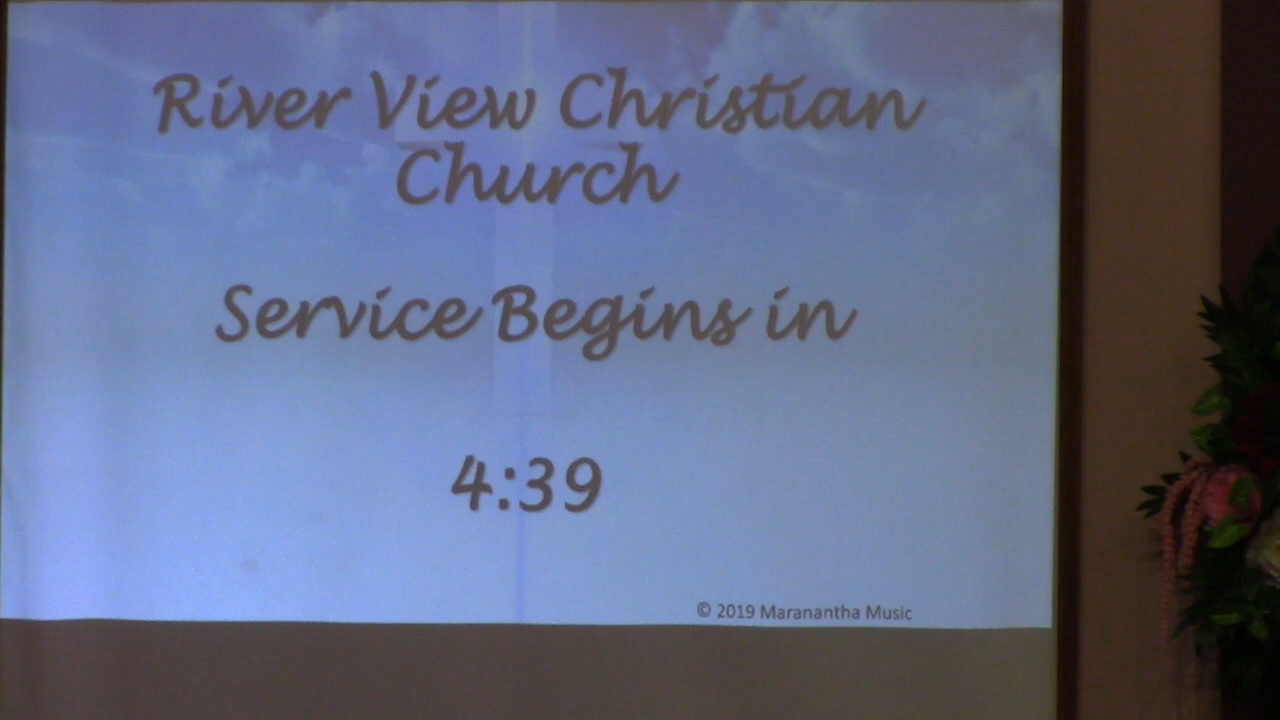 River View Christian
Church
Service Begins in
4:39
© 2019 Maranantha Music